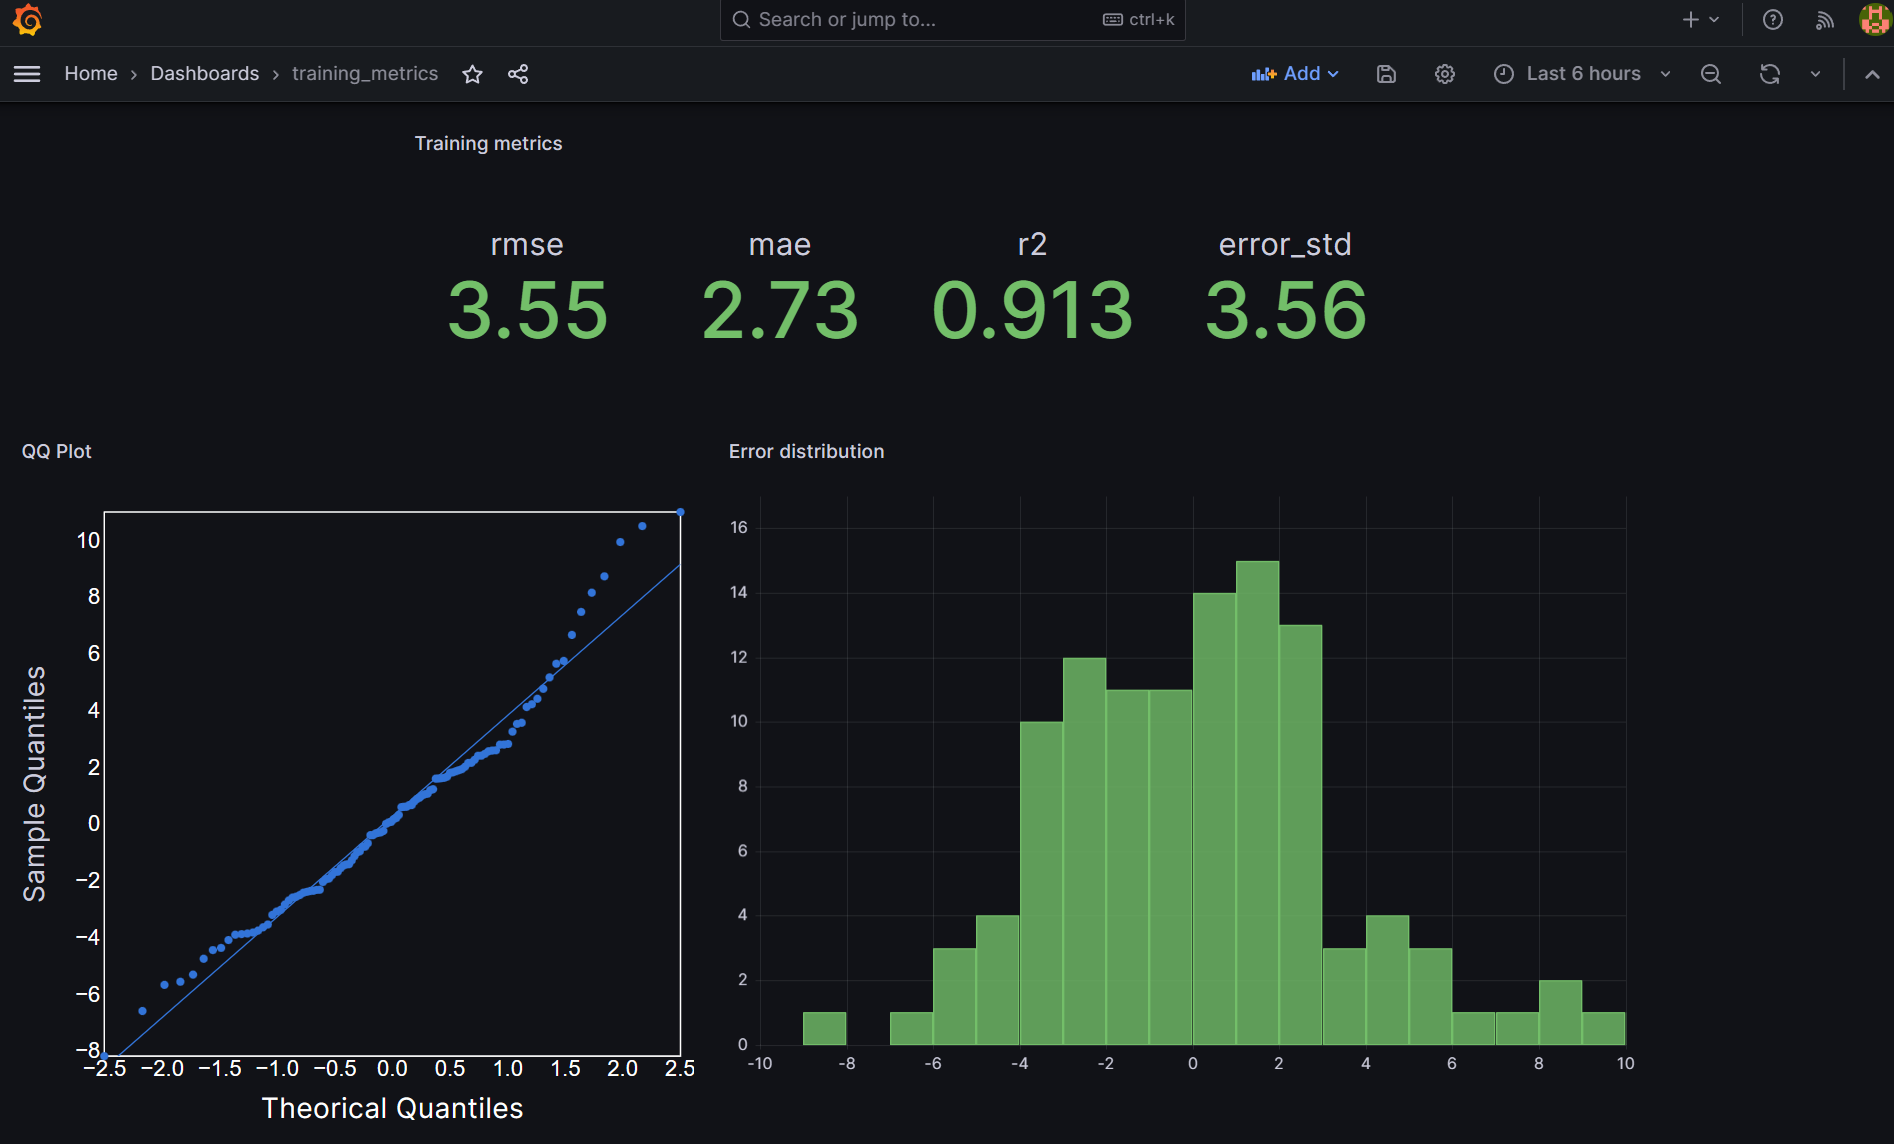 Search or jump to... ctrl+k
Home › Dashboards › training_metrics Add Last 6 hours
Training metrics
rmse mae r2 error_std
3.55 2.73 0.913 3.56
QQ Plot
10
8
6
4
2
0
−2
−4
−6
−8
−2.5 −2.0 −1.5 −1.0 −0.5 0.0 0.5 1.0 1.5 2.0 2.5
Sample Quantiles
Theorical Quantiles
Error distribution
16
14
12
10
8
6
4
2
0
-10 -8 -6 -4 -2 0 2 4 6 8 10